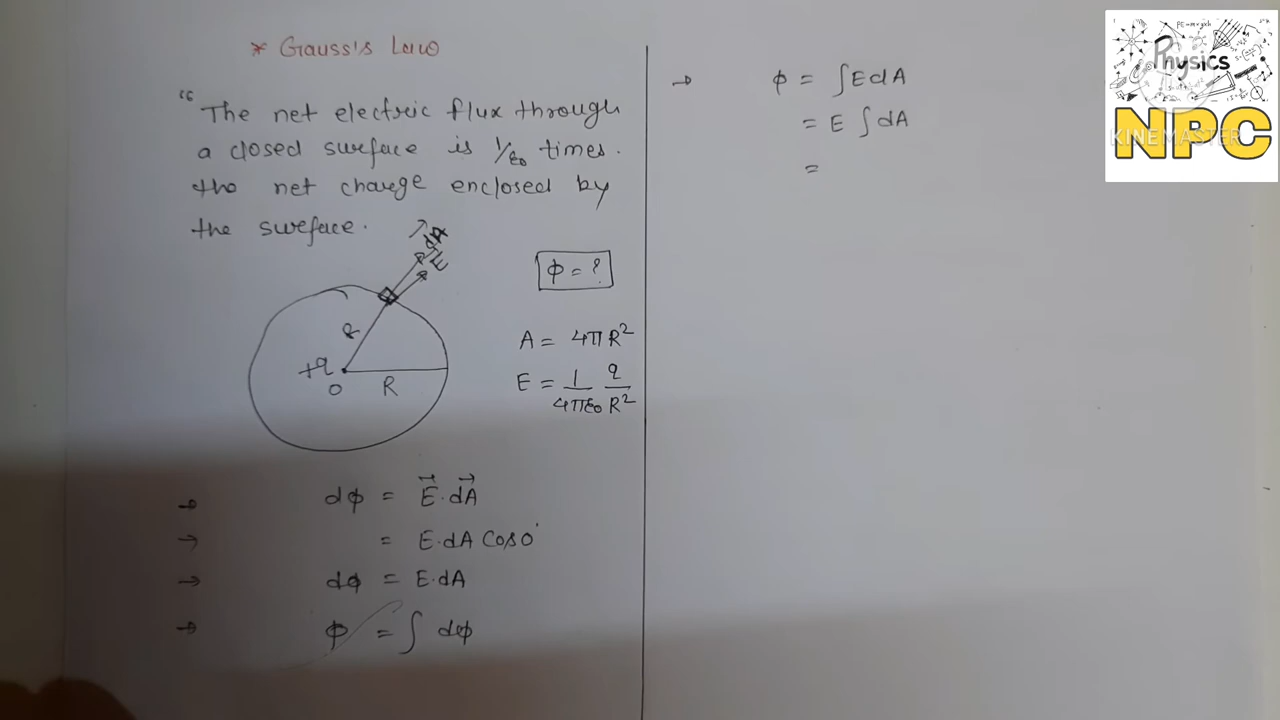 * Gauss's Law
“ The net electric flux through
a closed surface is 1/ε₀ times.
the net charge enclosed by
the surface.
dA
E
R
+q
O
R
ϕ = ?
A = 4πR²
E = 1/4πε₀ q/R²
→ dϕ = E⃗.dA⃗
→ = E.dA Cos0°
→ dϕ = E.dA
→ ϕ = ∫ dϕ
→ ϕ = ∫EdA
= E ∫dA
=
Physics
NPC
KINEMASTER